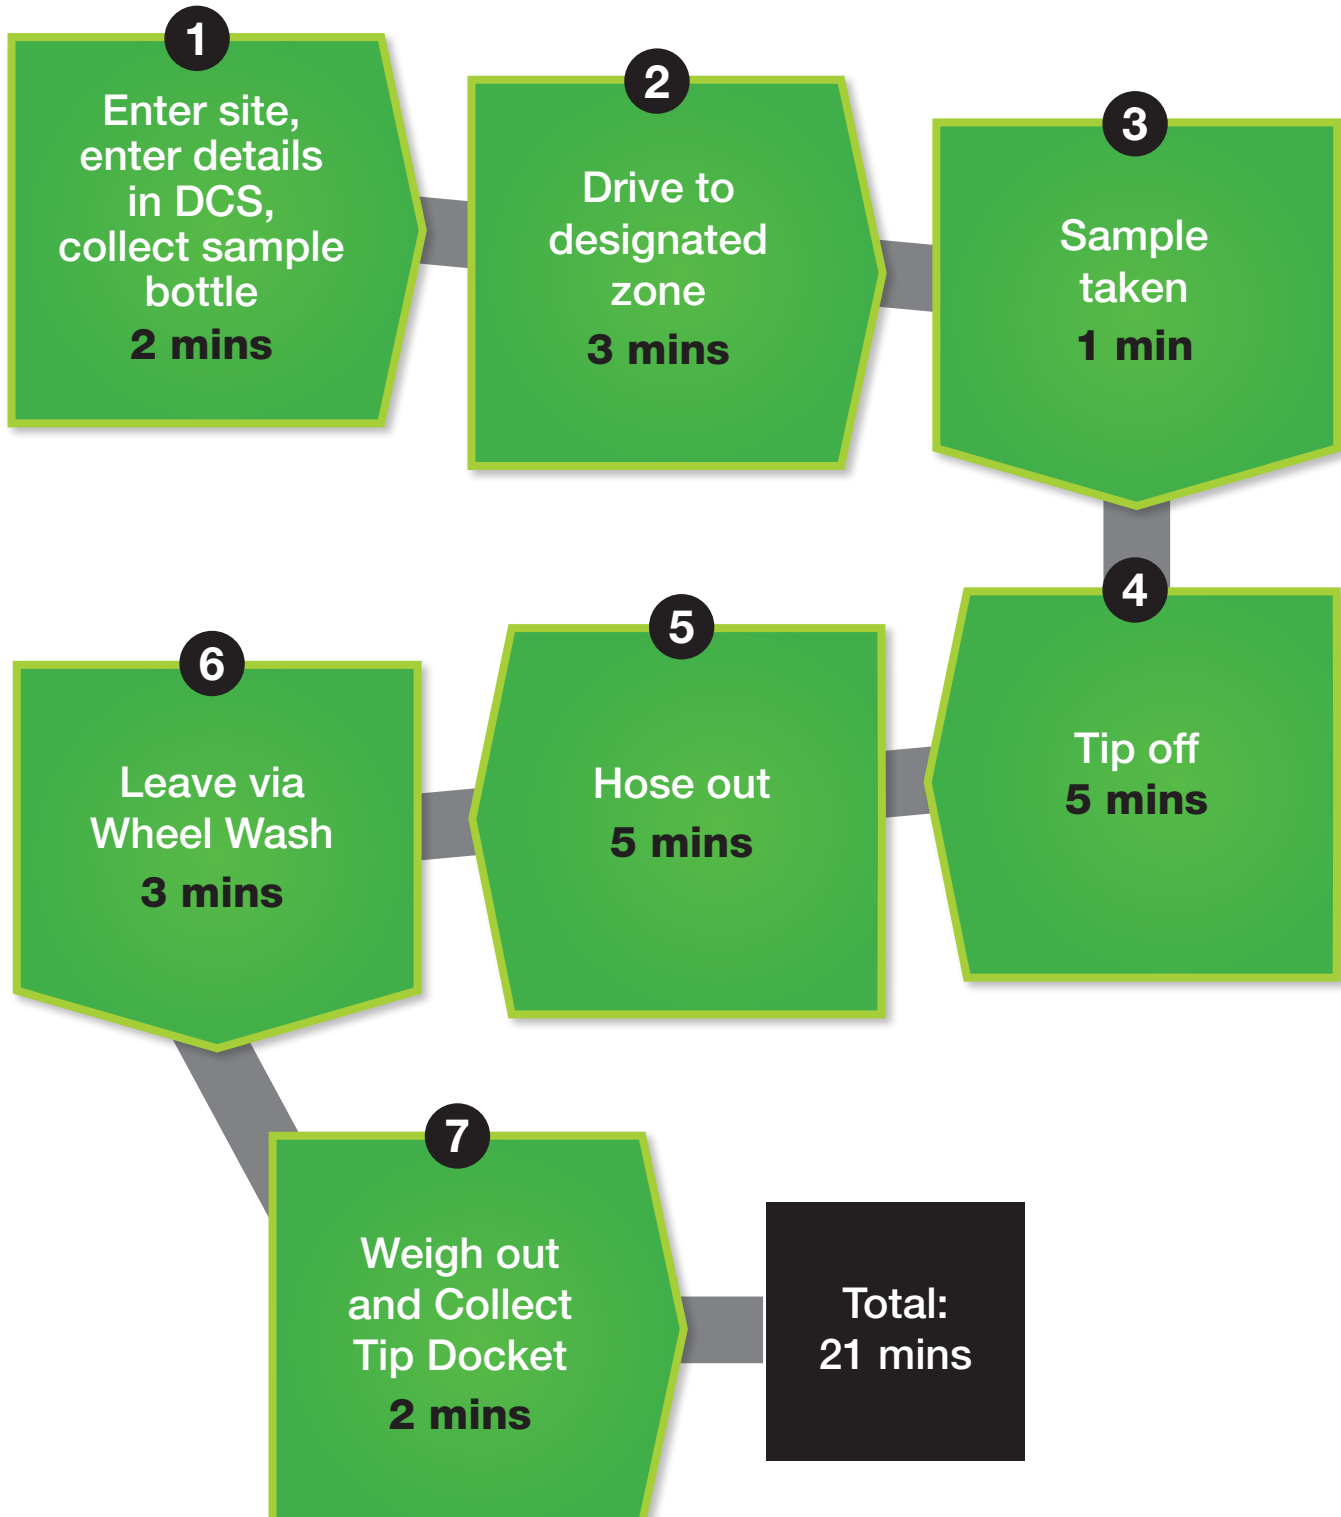 1
Enter site,
enter details
in DCS,
collect sample
bottle
2 mins
2
Drive to
designated
zone
3 mins
3
Sample
taken
1 min
4
Tip off
5 mins
5
Hose out
5 mins
6
Leave via
Wheel Wash
3 mins
7
Weigh out
and Collect
Tip Docket
2 mins
Total:
21 mins